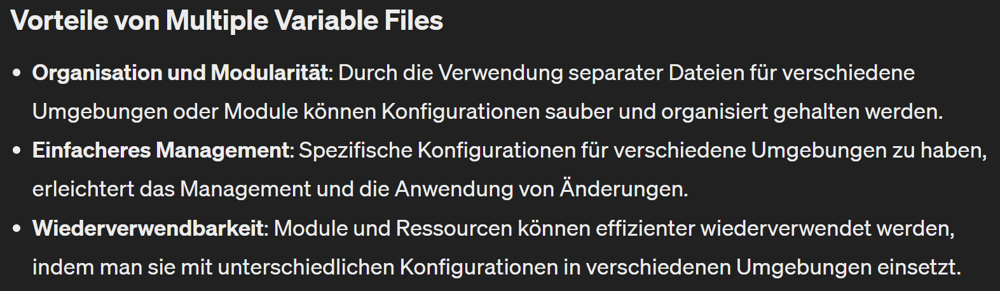 Vorteile von Multiple Variable Files
• Organisation und Modularität: Durch die Verwendung separater Dateien für verschiedene
Umgebungen oder Module können Konfigurationen sauber und organisiert gehalten werden.
• Einfacheres Management: Spezifische Konfigurationen für verschiedene Umgebungen zu haben,
erleichtert das Management und die Anwendung von Änderungen.
• Wiederverwendbarkeit: Module und Ressourcen können effizienter wiederverwendet werden,
indem man sie mit unterschiedlichen Konfigurationen in verschiedenen Umgebungen einsetzt.